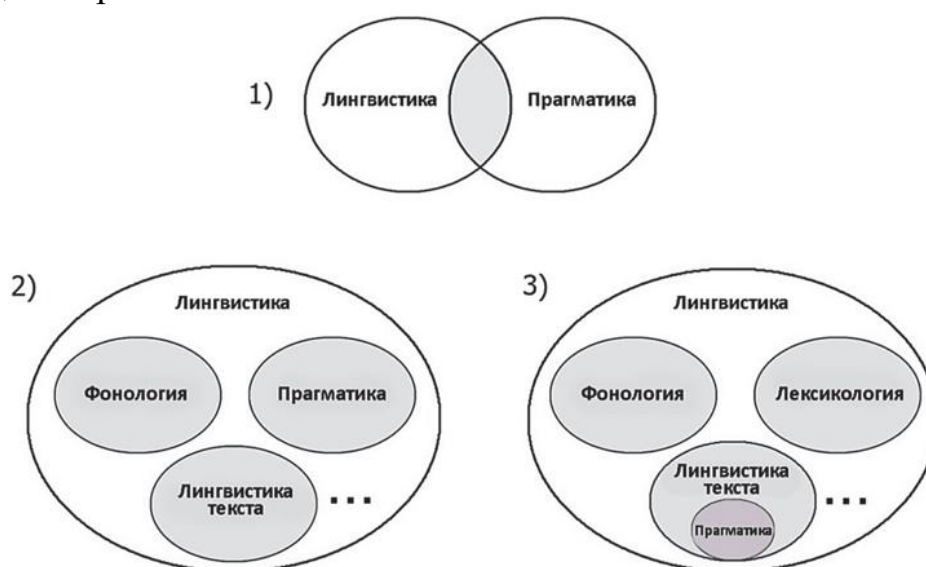 1)
Лингвистика Прагматика
2)
Лингвистика
Фонология Прагматика
Лингвистика
текста
...
3)
Лингвистика
Фонология Лексикология
Лингвистика
текста
...
Прагматика